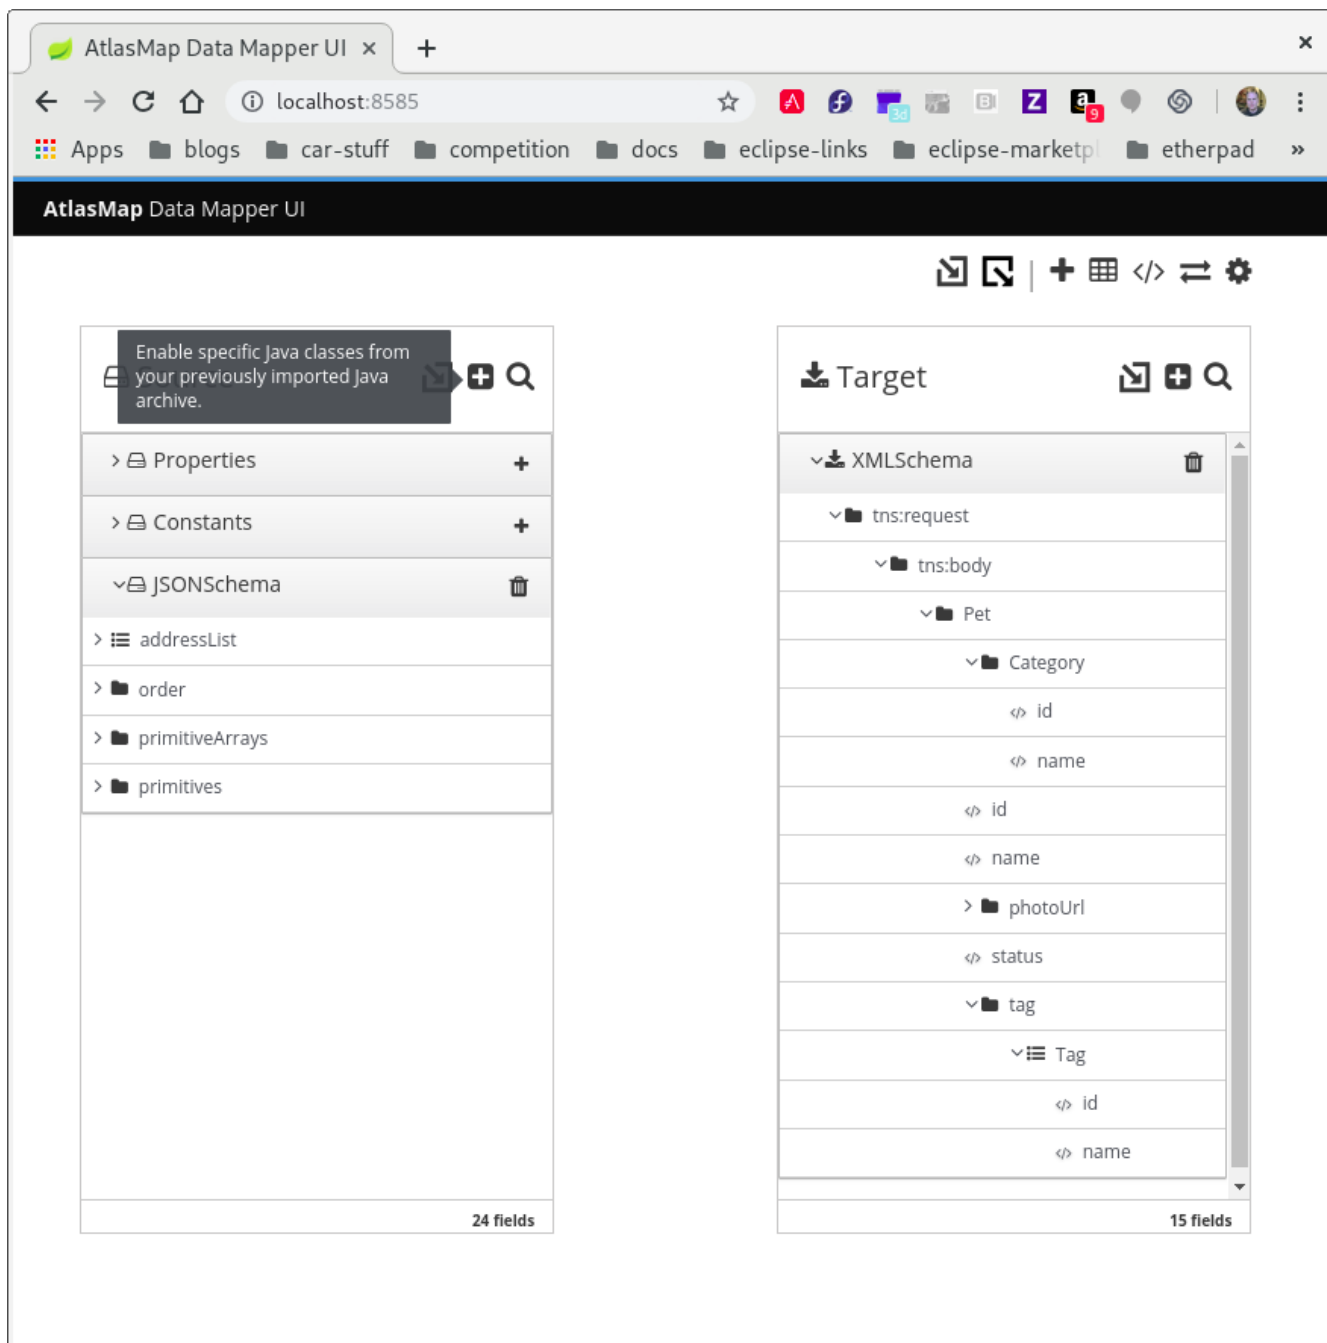 AtlasMap Data Mapper UI
localhost:8585
3d
B
Z
a
9
Apps blogs car-stuff competition docs eclipse-links eclipse-marketpl etherpad »
AtlasMap Data Mapper UI
Enable specific Java classes from
your previously imported Java
archive.
Properties
Constants
JSONSchema
addressList
order
primitiveArrays
primitives
24 fields
Target
XMLSchema
tns:request
tns:body
Pet
Category
id
name
id
name
photoUrl
status
tag
Tag
id
name
15 fields